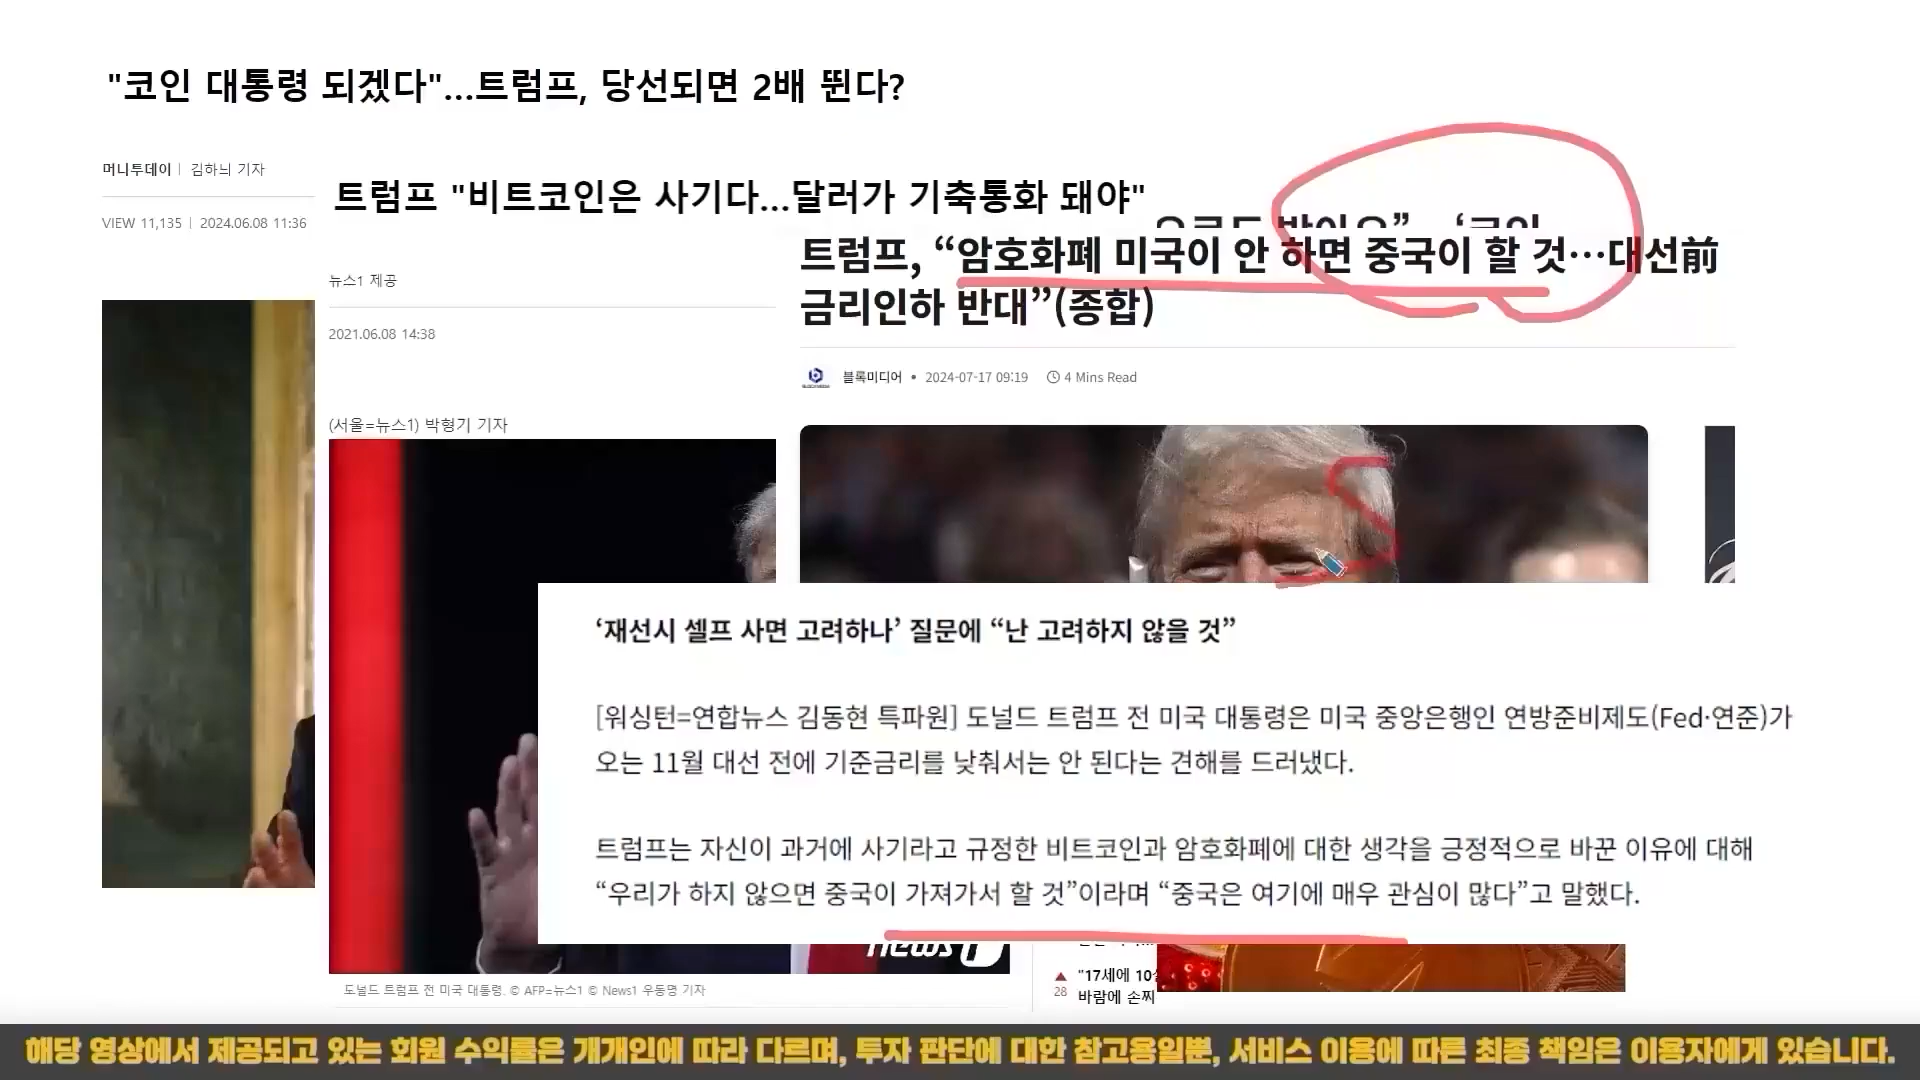 "코인 대통령 되겠다"...트럼프, 당선되면 2배 뛴다?
머니투데이 | 김하늬 기자
VIEW 11,135 | 2024.06.08 11:36
트럼프 "비트코인은 사기다...달러가 기축통화 돼야"
뉴스1 제공
2021.06.08 14:38
(서울=뉴스1) 박형기 기자
트럼프, “암호화폐 미국이 안 하면 중국이 할 것…대선前
금리인하 반대”(종합)
블록미디어 • 2024-07-17 09:19 4 Mins Read
‘재선시 셀프 사면 고려하나’ 질문에 “난 고려하지 않을 것”
[워싱턴=연합뉴스 김동현 특파원] 도널드 트럼프 전 미국 대통령은 미국 중앙은행인 연방준비제도(Fed·연준)가
오는 11월 대선 전에 기준금리를 낮춰서는 안 된다는 견해를 드러냈다.
트럼프는 자신이 과거에 사기라고 규정한 비트코인과 암호화폐에 대한 생각을 긍정적으로 바꾼 이유에 대해
“우리가 하지 않으면 중국이 가져가서 할 것”이라며 “중국은 여기에 매우 관심이 많다”고 말했다.
news1
도널드 트럼프 전 미국 대통령. © AFP=뉴스1 © News1 우동명 기자
▲ "17세에 10
28 바람에 손찌
해당 영상에서 제공되고 있는 회원 수익률은 개개인에 따라 다르며, 투자 판단에 대한 참고용일뿐, 서비스 이용에 따른 최종 책임은 이용자에게 있습니다.